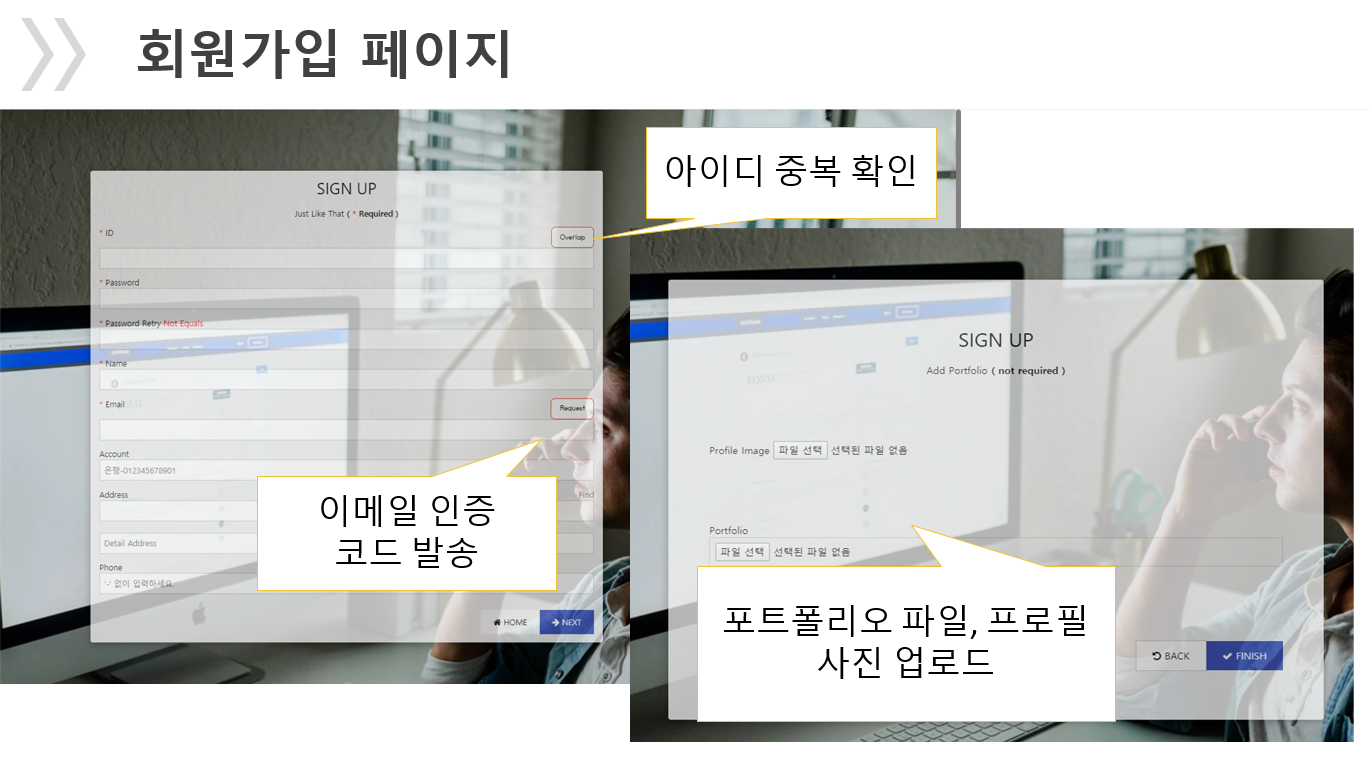 회원가입 페이지
SIGN UP
Just Like That ( * Required )
* ID
Overlap
* Password
* Password Retry Not Equals
* Name
* Email
Request
Account
은행-012345678901
Address
Find
Detail Address
Phone
'-' 없이 입력하세요.
HOME
NEXT
아이디 중복 확인
이메일 인증
코드 발송
SIGN UP
Add Portfolio ( not required )
$135.13
Profile Image 파일 선택 선택된 파일 없음
Portfolio
파일 선택 선택된 파일 없음
포트폴리오 파일, 프로필
사진 업로드
BACK
FINISH